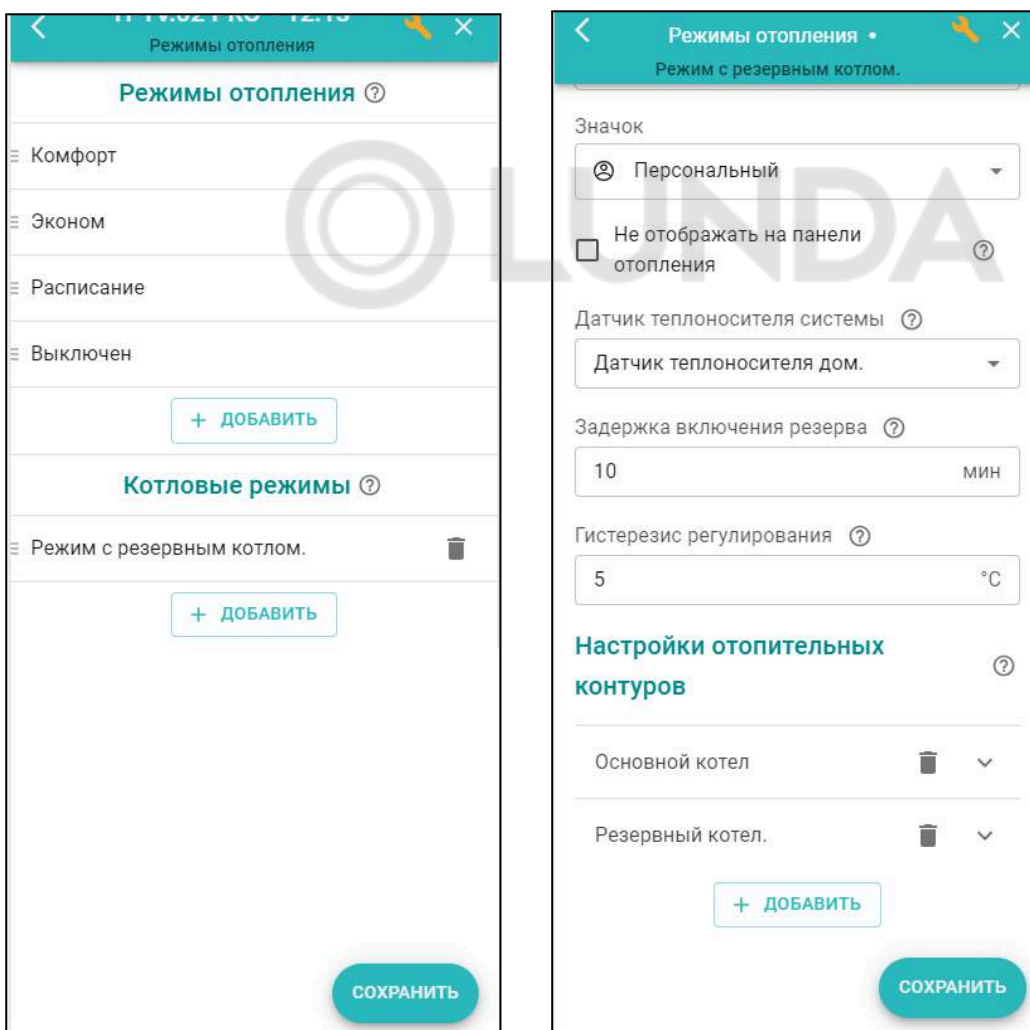 Режимы отопления
Режимы отопления
Комфорт
Эконом
Расписание
Выключен
+ ДОБАВИТЬ
Котловые режимы
Режим с резервным котлом.
+ ДОБАВИТЬ
СОХРАНИТЬ
Режимы отопления •
Режим с резервным котлом.
Значок
Персональный
Не отображать на панели
отопления
Датчик теплоносителя системы
Датчик теплоносителя дом.
Задержка включения резерва
10 мин
Гистерезис регулирования
5 °C
Настройки отопительных
контуров
Основной котел
Резервный котел.
+ ДОБАВИТЬ
СОХРАНИТЬ
LUNDA